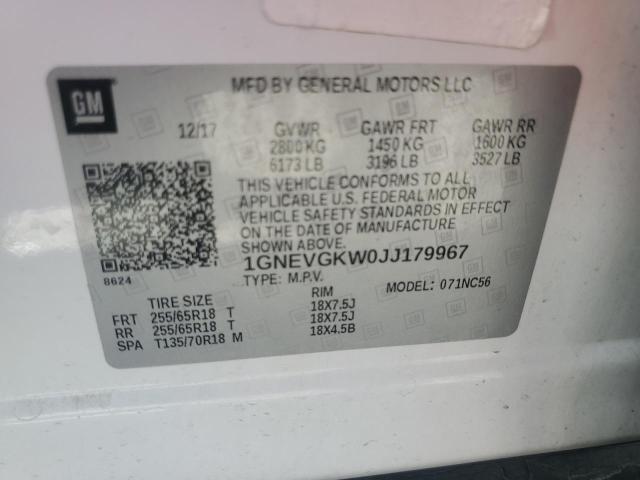 GM
MFD BY GENERAL MOTORS LLC
12/17 GVWR GAWR FRT GAWR RR
2800 KG 1450 KG 1600 KG
6173 LB 3196 LB 3527 LB
THIS VEHICLE CONFORMS TO ALL
APPLICABLE U.S. FEDERAL MOTOR
VEHICLE SAFETY STANDARDS IN EFFECT
ON THE DATE OF MANUFACTURE
SHOWN ABOVE.
8624
1GNEVGKW0JJ179967
TYPE: M.P.V. MODEL: 071NC56
TIRE SIZE RIM
FRT 255/65R18 T 18X7.5J
RR 255/65R18 T 18X7.5J
SPA T135/70R18 M 18X4.5B